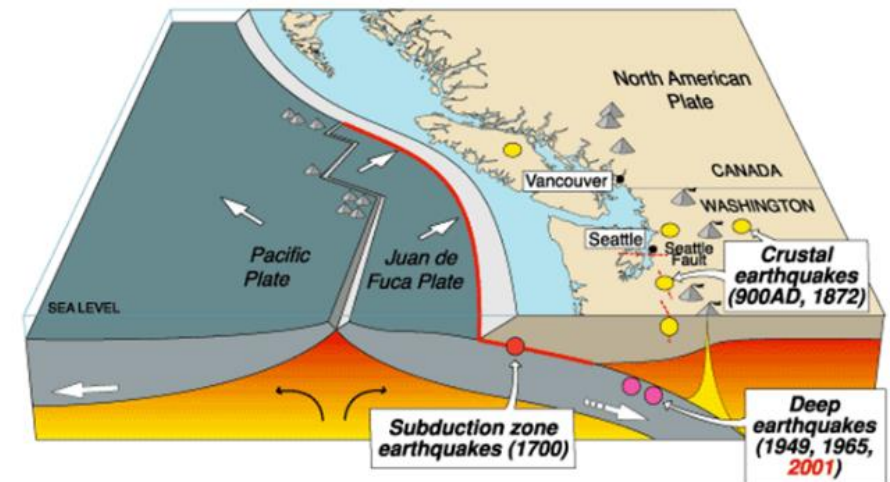 North American
Plate
CANADA
Vancouver
WASHINGTON
Seattle
Seattle
Fault
Pacific
Plate
Juan de
Fuca Plate
Crustal
earthquakes
(900AD, 1872)
SEA LEVEL
Subduction zone
earthquakes (1700)
Deep
earthquakes
(1949, 1965,
2001)